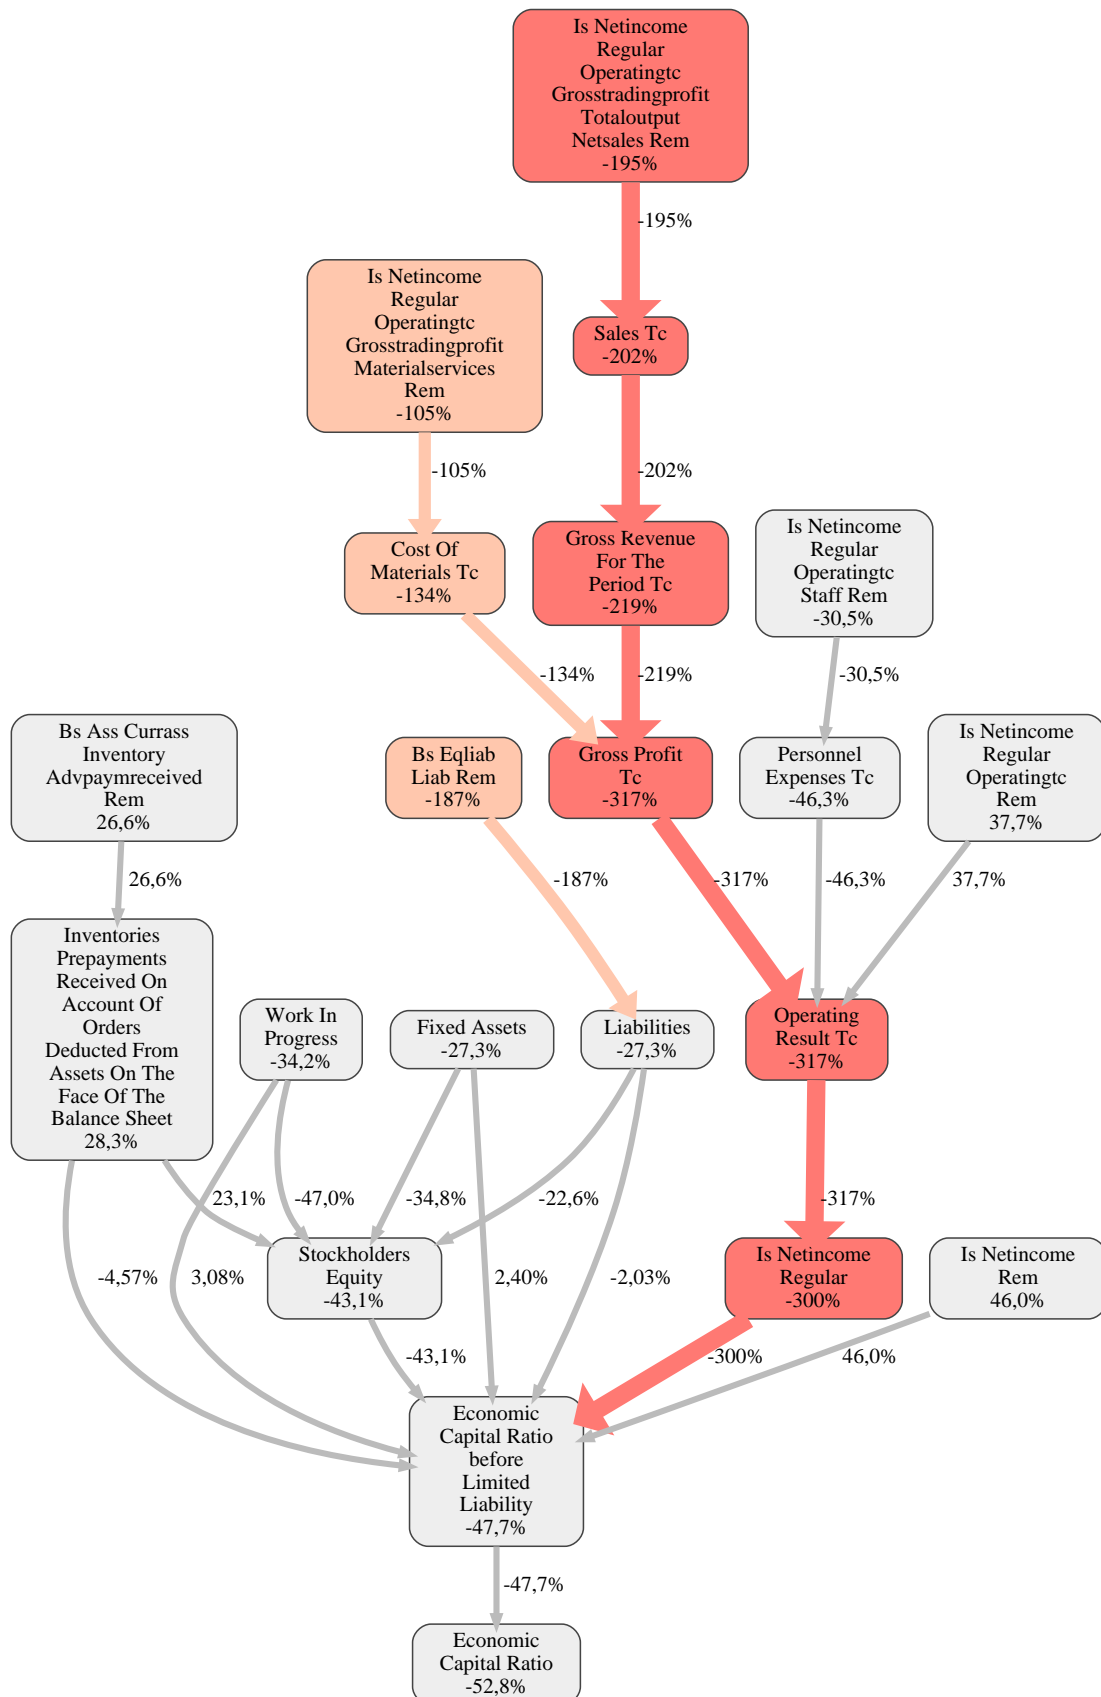 Is Netincome
Regular
Operatingtc
Grosstradingprofit
Totaloutput
Netsales Rem
-195%
-195%
Is Netincome
Regular
Operatingtc
Grosstradingprofit
Materialservices
Rem
-105%
Sales Tc
-202%
-105%
-202%
Cost Of
Materials Tc
-134%
Gross Revenue
For The
Period Tc
-219%
Is Netincome
Regular
Operatingtc
Staff Rem
-30,5%
-134%
-219%
-30,5%
Bs Ass Currass
Inventory
Advpaymreceived
Rem
26,6%
Bs Eqliab
Liab Rem
-187%
Gross Profit
Tc
-317%
Personnel
Expenses Tc
-46,3%
Is Netincome
Regular
Operatingtc
Rem
37,7%
26,6%
-187%
-317%
-46,3%
37,7%
Inventories
Prepayments
Received On
Account Of
Orders
Deducted From
Assets On The
Face Of The
Balance Sheet
28,3%
Work In
Progress
-34,2%
Fixed Assets
-27,3%
Liabilities
-27,3%
Operating
Result Tc
-317%
23,1%
-47,0%
-34,8%
-22,6%
-317%
Stockholders
Equity
-43,1%
Is Netincome
Regular
-300%
Is Netincome
Rem
46,0%
-4,57%
3,08%
2,40%
-2,03%
-43,1%
-300%
46,0%
Economic
Capital Ratio
before
Limited
Liability
-47,7%
-47,7%
Economic
Capital Ratio
-52,8%